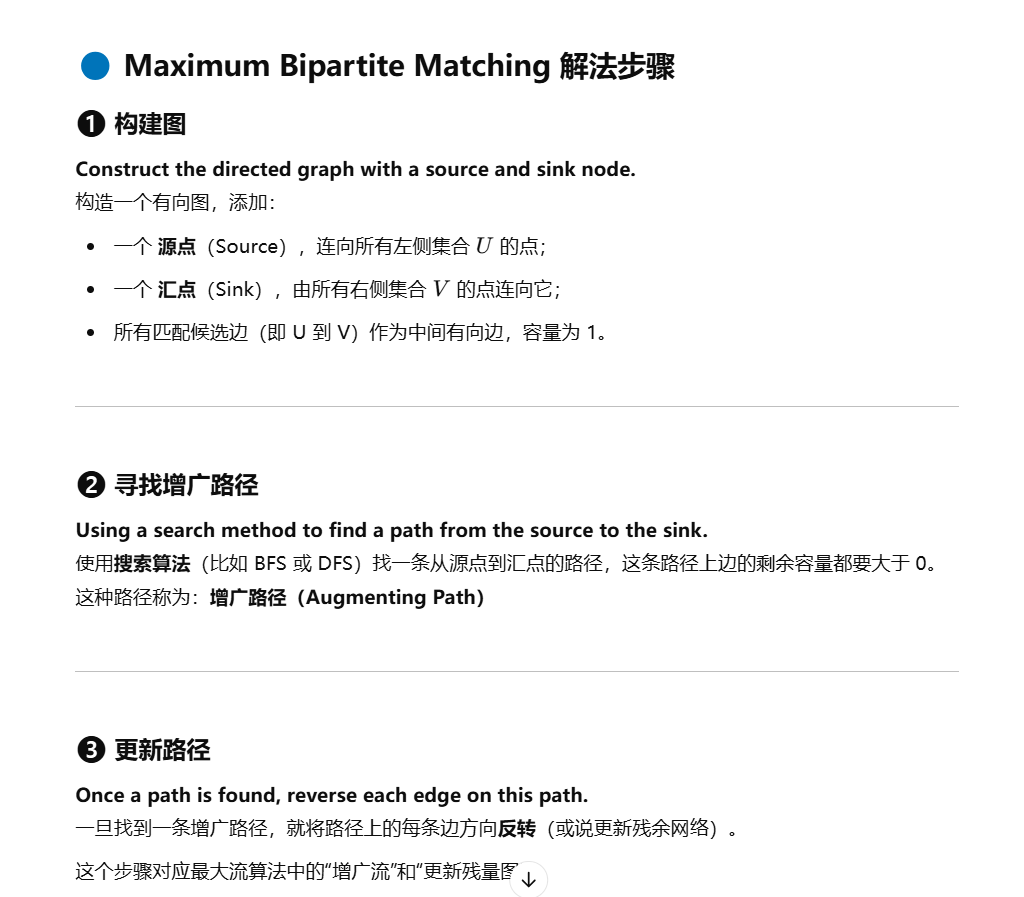 Maximum Bipartite Matching 解法步骤
❶ 构建图
Construct the directed graph with a source and sink node.
构造一个有向图，添加：
• 一个 源点（Source），连向所有左侧集合 U 的点；
• 一个 汇点（Sink），由所有右侧集合 V 的点连向它；
• 所有匹配候选边（即 U 到 V）作为中间有向边，容量为 1。
❷ 寻找增广路径
Using a search method to find a path from the source to the sink.
使用搜索算法（比如 BFS 或 DFS）找一条从源点到汇点的路径，这条路径上边的剩余容量都要大于 0。
这种路径称为：增广路径（Augmenting Path）
❸ 更新路径
Once a path is found, reverse each edge on this path.
一旦找到一条增广路径，就将路径上的每条边方向反转（或说更新残余网络）。
这个步骤对应最大流算法中的“增广流”和“更新残量图